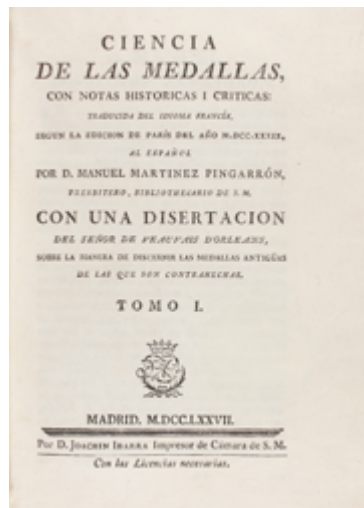 CIENCIA
DE LAS MEDALLAS,
CON NOTAS HISTORICAS I CRITICAS:
TRADUCIDA DEL IDIOMA FRANCÉS,
SEGUN LA EDICION DE PARÍS DEL AÑO
AL ESPAÑOL
POR D. MANUEL MARTINEZ PINGARRÓN,
PRESBITERO, BIBLIOTHECARIO DE S. M.
CON UNA DISERTACION
DEL SEÑOR DE BEAUVAIS D'ORLEANS,
SOBRE LA MANERA DE DISCERNIR LAS MEDALLAS ANTIGUAS
DE LAS QUE SON CONTRAHECHAS.
TOMO I.
MADRID. M.DCC.LXXVII.
Por D. JOACHIN IBARRA Impresor de Cámara de S. M.
Con las Licencias necesarias.